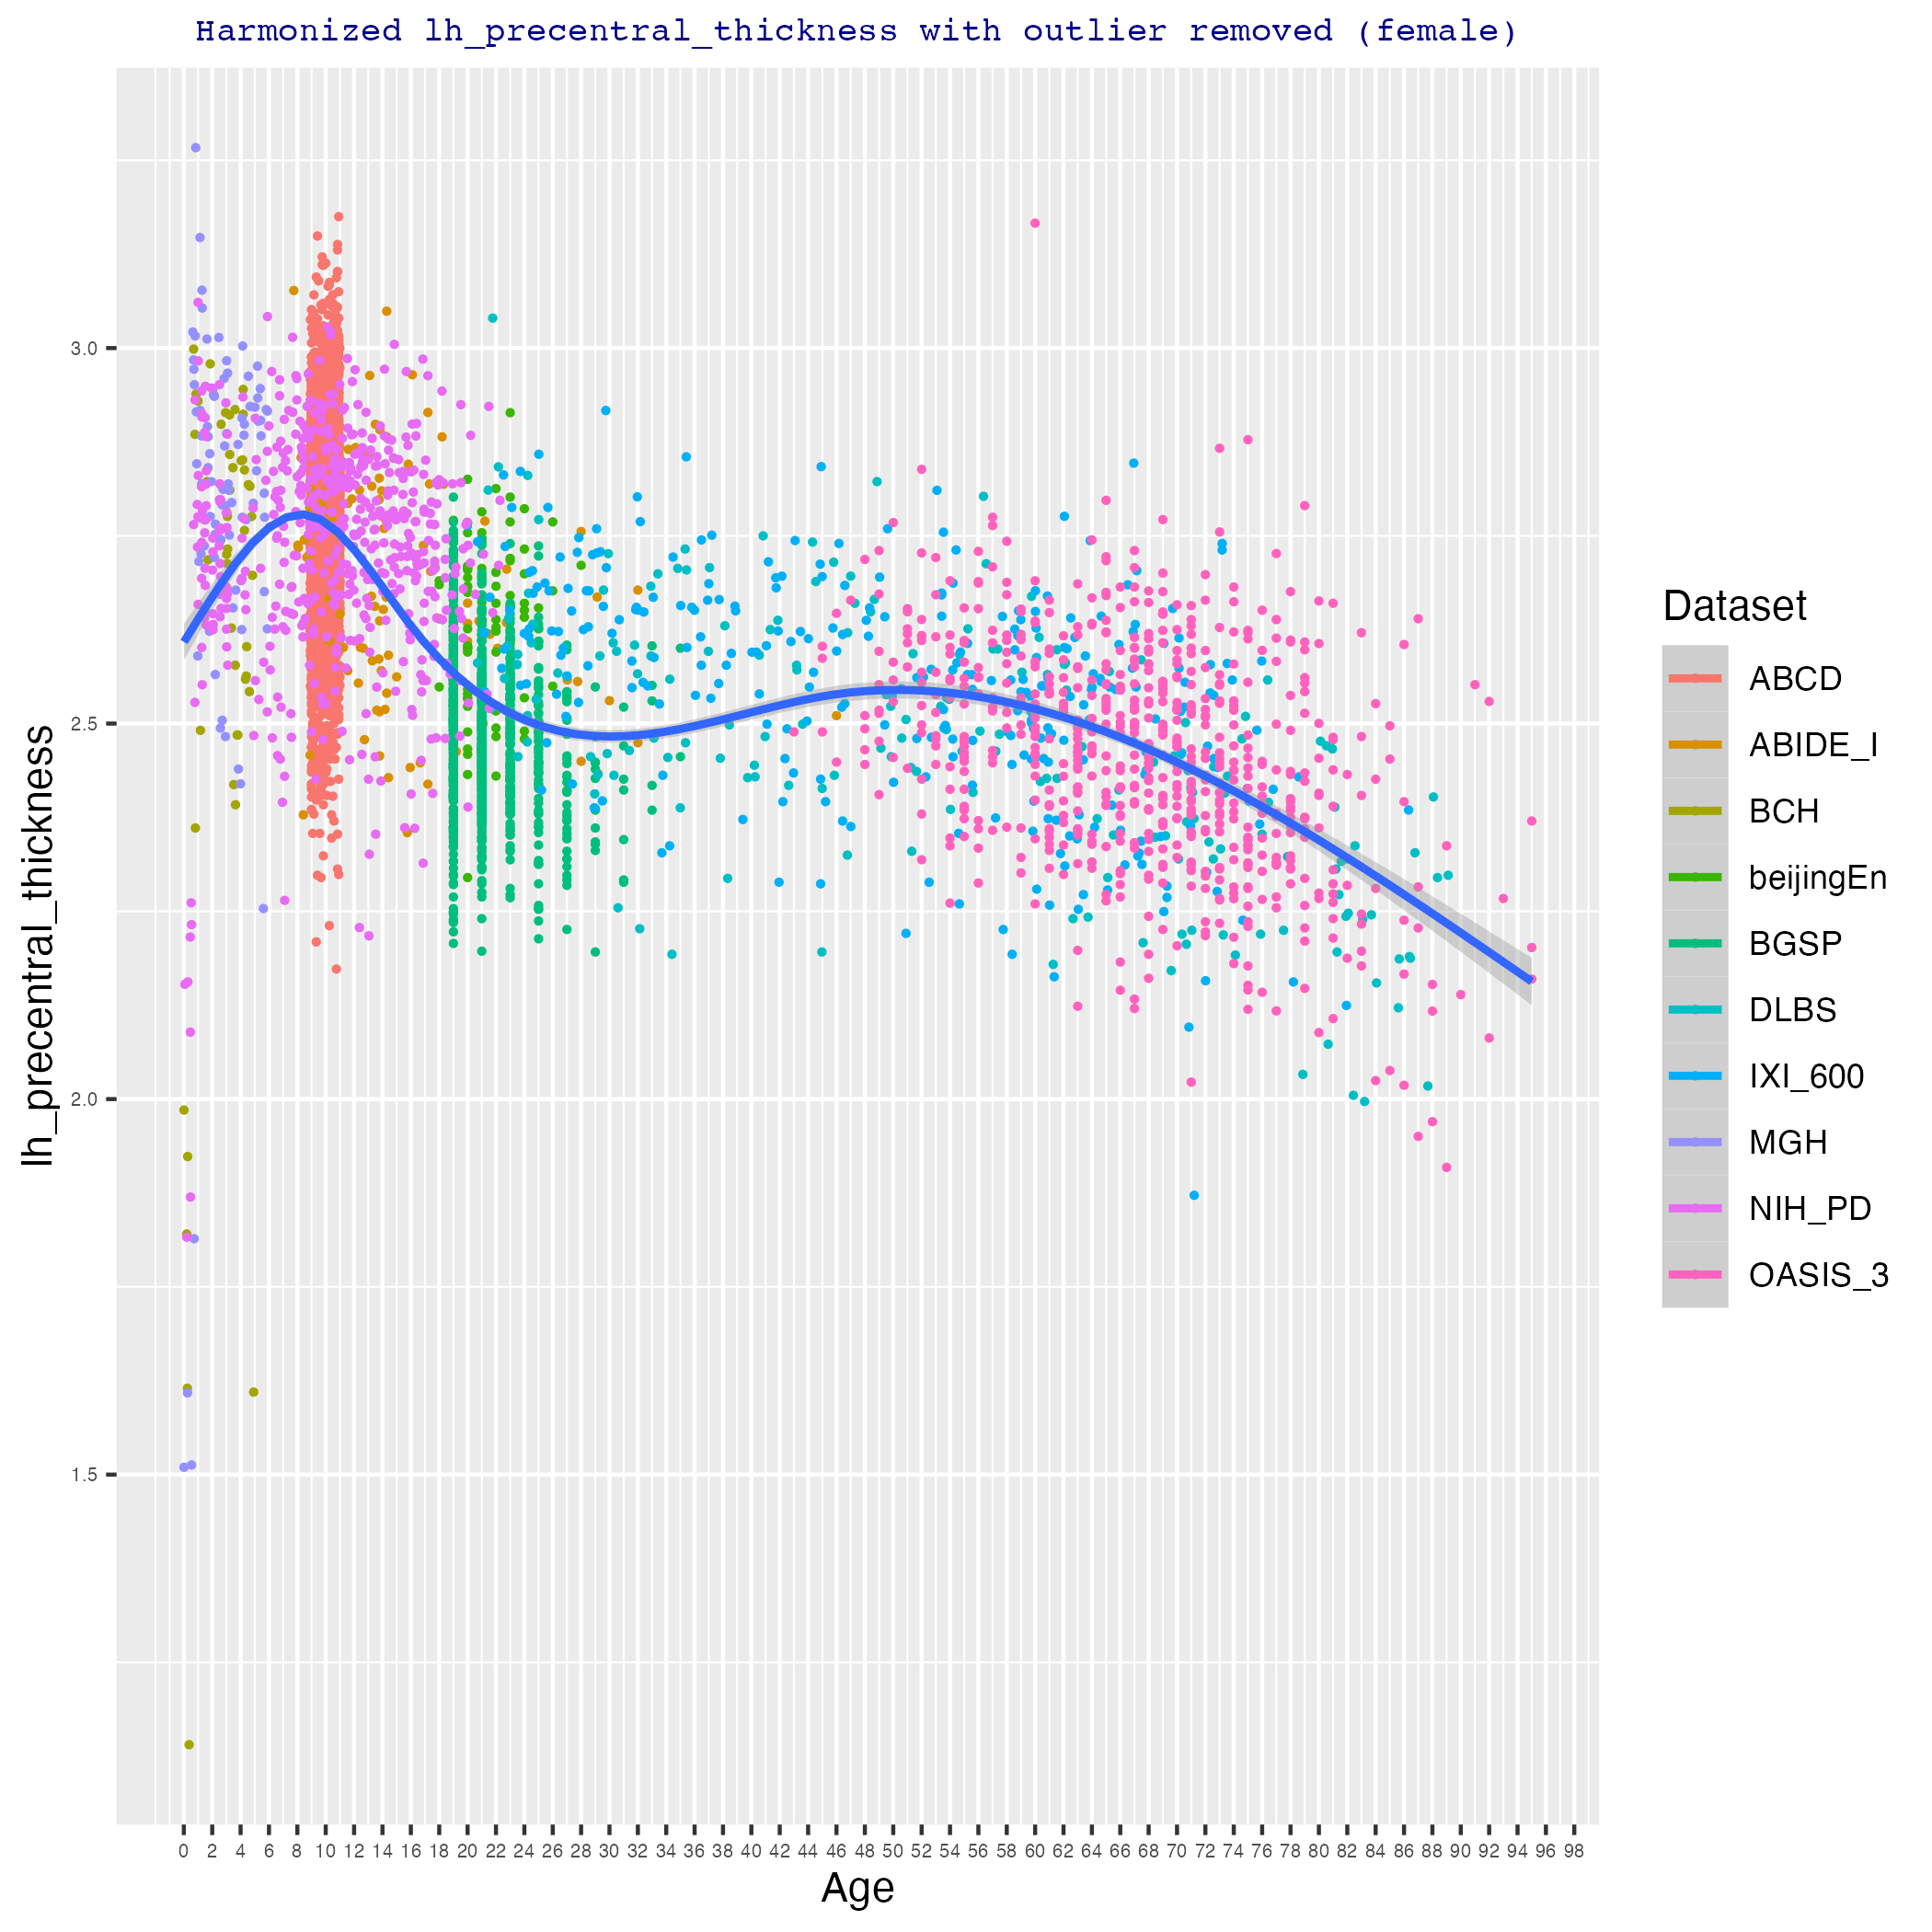 Harmonized lh_precentral_thickness with outlier removed (female)
lh_precentral_thickness
3.0
2.5
2.0
1.5
0 2 4 6 8 10 12 14 16 18 20 22 24 26 28 30 32 34 36 38 40 42 44 46 48 50 52 54 56 58 60 62 64 66 68 70 72 74 76 78 80 82 84 86 88 90 92 94 96 98
Age
Dataset
ABCD
ABIDE_I
BCH
beijingEn
BGSP
DLBS
IXI_600
MGH
NIH_PD
OASIS_3